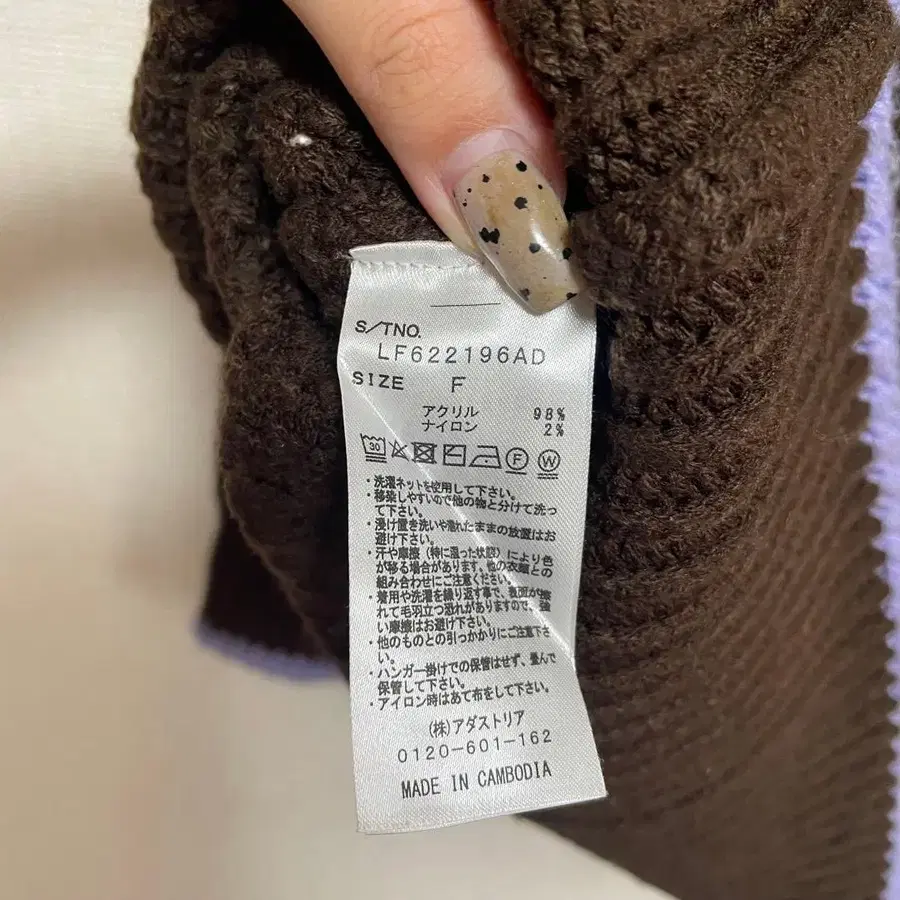 S/TNO.
LF622196AD
SIZE F
アクリル 98%
ナイロン 2%
30
F W
・洗濯ネットを使用して下さい。
・移染しやすいので他の物と分けて洗っ
て下さい。
・浸け置き洗いや濡れたままの放置はお
避け下さい。
・汗や摩擦(特に湿った状態)により色
が移る場合があります。他の衣類との
組み合わせにご注意ください。
・着用や洗濯を繰り返す事で、表面が擦
れて毛羽立つ恐れがありますので、強
い摩擦はお避け下さい。
・他のものとの引っかかりにご注意下さ
い。
・ハンガー掛けでの保管はせず、畳んで
保管して下さい。
・アイロン時はあて布をして下さい。
(株)アダストリア
0120-601-162
MADE IN CAMBODIA